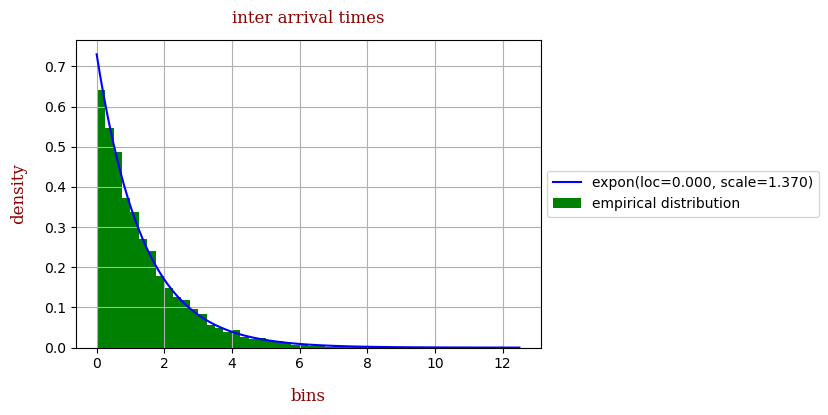 inter arrival times
density
0.7
0.6
0.5
0.4
0.3
0.2
0.1
0.0
0 2 4 6 8 10 12
bins
expon(loc=0.000, scale=1.370)
empirical distribution